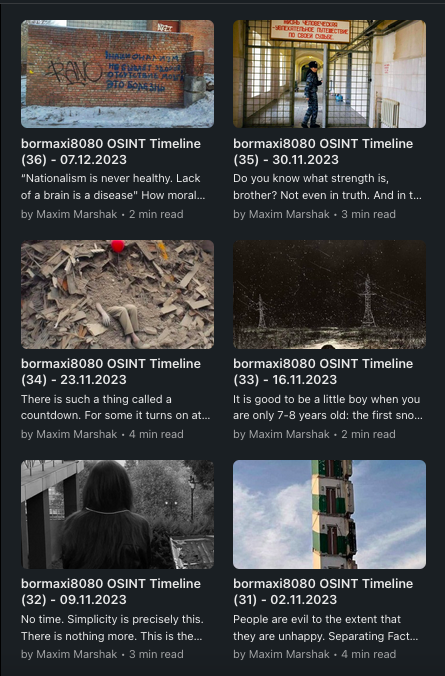 bormaxi8080 OSINT Timeline
(36) - 07.12.2023
“Nationalism is never healthy. Lack
of a brain is a disease" How moral...
by Maxim Marshak • 2 min read
ЖИЗНЬ ЧЕЛОВЕЧЕСКАЯ
-УВЛЕКАТЕЛЬНОЕ ПУТЕШЕСТВИЕ
ПО СВОЕЙ СУДЬБЕ
bormaxi8080 OSINT Timeline
(35) - 30.11.2023
Do you know what strength is,
brother? Not even in truth. And in t...
by Maxim Marshak • 3 min read
bormaxi8080 OSINT Timeline
(34) - 23.11.2023
There is such a thing called a
countdown. For some it turns on at...
by Maxim Marshak • 4 min read
bormaxi8080 OSINT Timeline
(33) - 16.11.2023
It is good to be a little boy when you
are only 7-8 years old: the first sno...
by Maxim Marshak • 2 min read
bormaxi8080 OSINT Timeline
(32) - 09.11.2023
No time. Simplicity is precisely this.
There is nothing more. This is the...
by Maxim Marshak • 3 min read
bormaxi8080 OSINT Timeline
(31) - 02.11.2023
People are evil to the extent that
they are unhappy. Separating Fact...
by Maxim Marshak • 4 min read